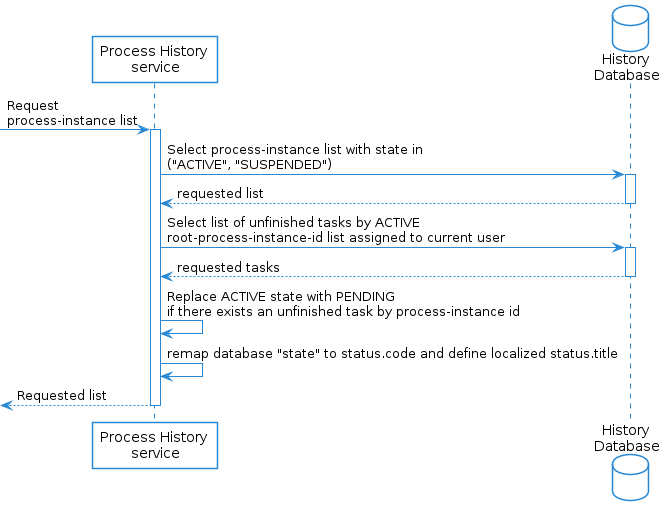 History
Database
Process History
service
Request
process-instance list
Select process-instance list with state in
("ACTIVE", "SUSPENDED")
requested list
Select list of unfinished tasks by ACTIVE
root-process-instance-id list assigned to current user
requested tasks
Replace ACTIVE state with PENDING
if there exists an unfinished task by process-instance id
remap database "state" to status.code and define localized status.title
Requested list
Process History
service
History
Database